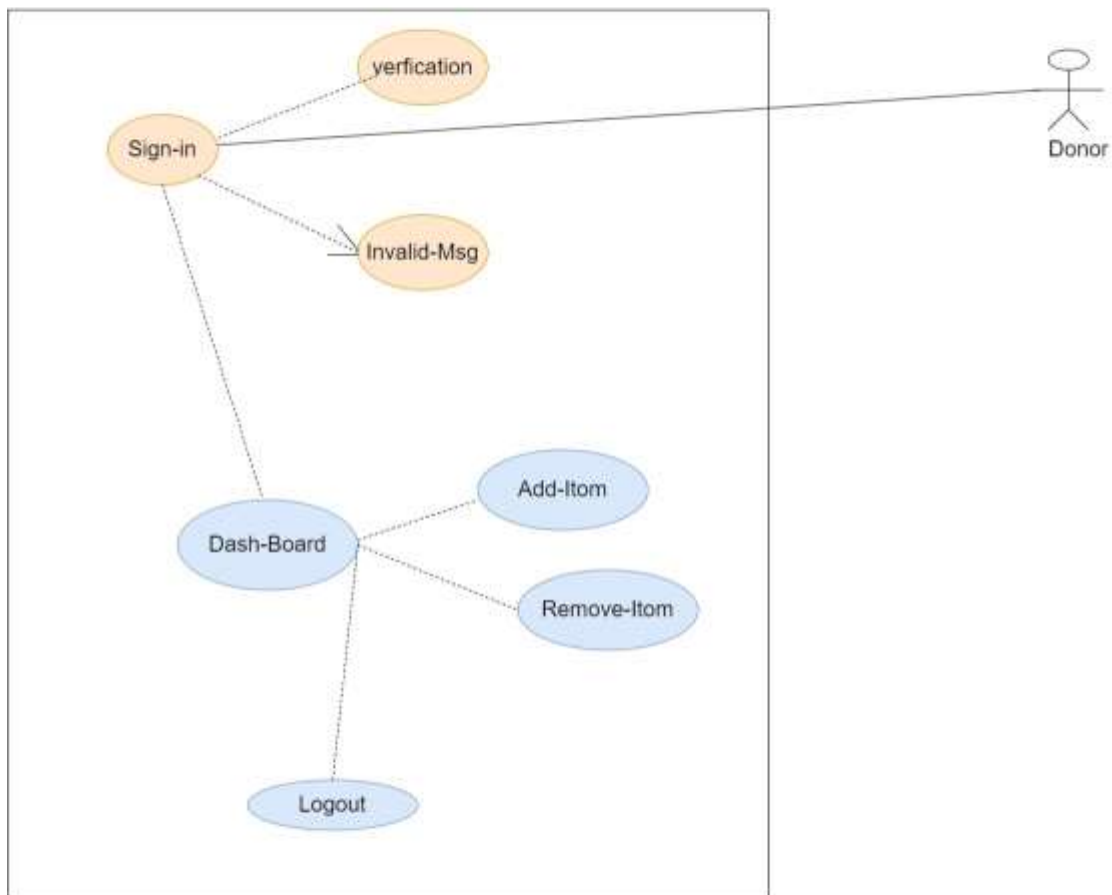 yerfication
Sign-in
Donor
Invalid-Msg
Add-Itom
Dash-Board
Remove-Itom
Logout